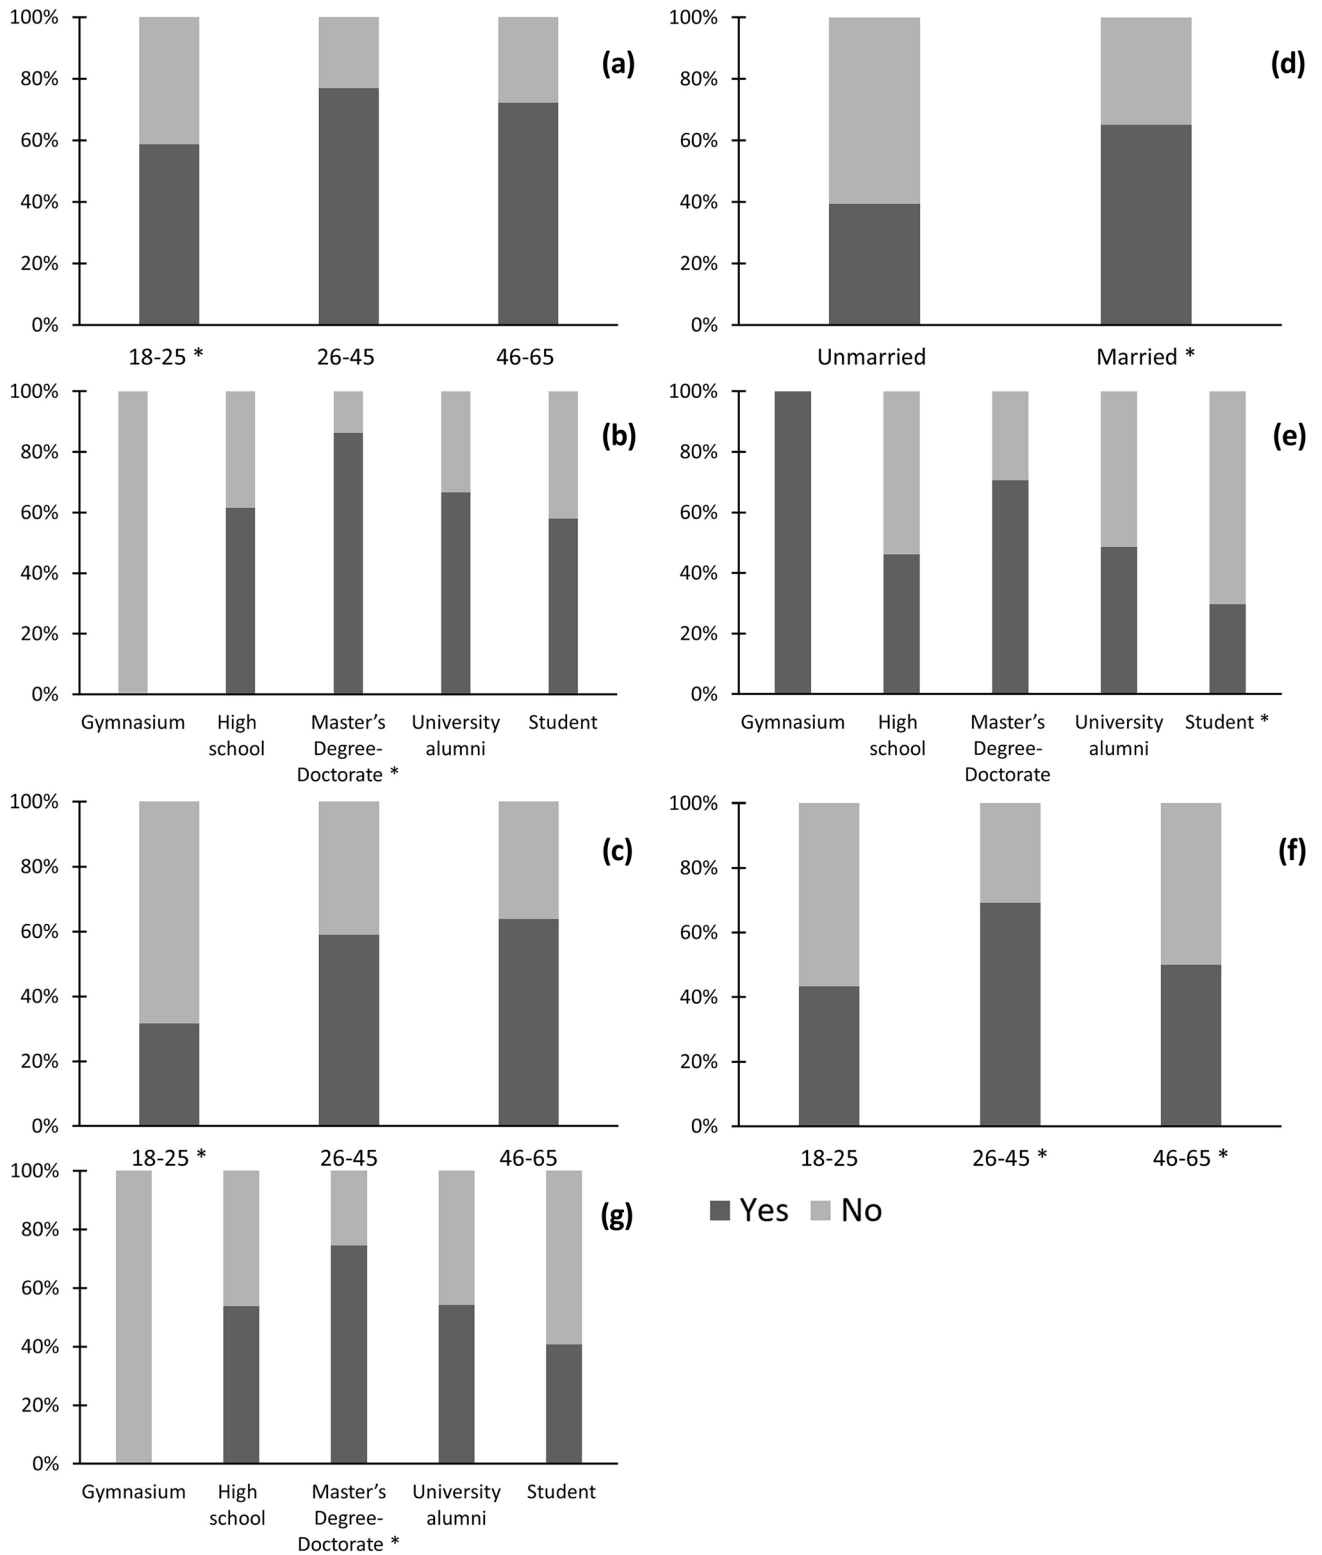 100%
80%
60%
40%
20%
0%
18-25 *
26-45
46-65
(a)
100%
80%
60%
40%
20%
0%
Unmarried
Married *
(d)
100%
80%
60%
40%
20%
0%
Gymnasium
High
school
Master's
Degree-
Doctorate *
University
alumni
Student
(b)
100%
80%
60%
40%
20%
0%
Gymnasium
High
school
Master's
Degree-
Doctorate
University
alumni
Student *
(e)
100%
80%
60%
40%
20%
0%
18-25 *
26-45
46-65
(c)
100%
80%
60%
40%
20%
0%
18-25
26-45 *
46-65 *
(f)
100%
80%
60%
40%
20%
0%
Gymnasium
High
school
Master's
Degree-
Doctorate *
University
alumni
Student
(g)
Yes No